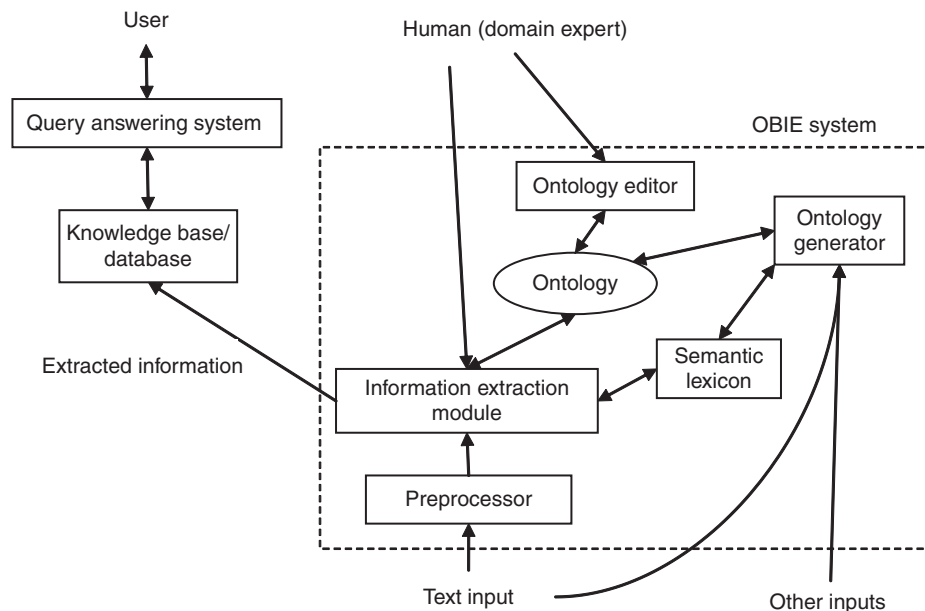 User
Human (domain expert)
Query answering system
OBIE system
Ontology editor
Knowledge base/
database
Ontology
generator
Ontology
Extracted information
Semantic
lexicon
Information extraction
module
Preprocessor
Text input
Other inputs